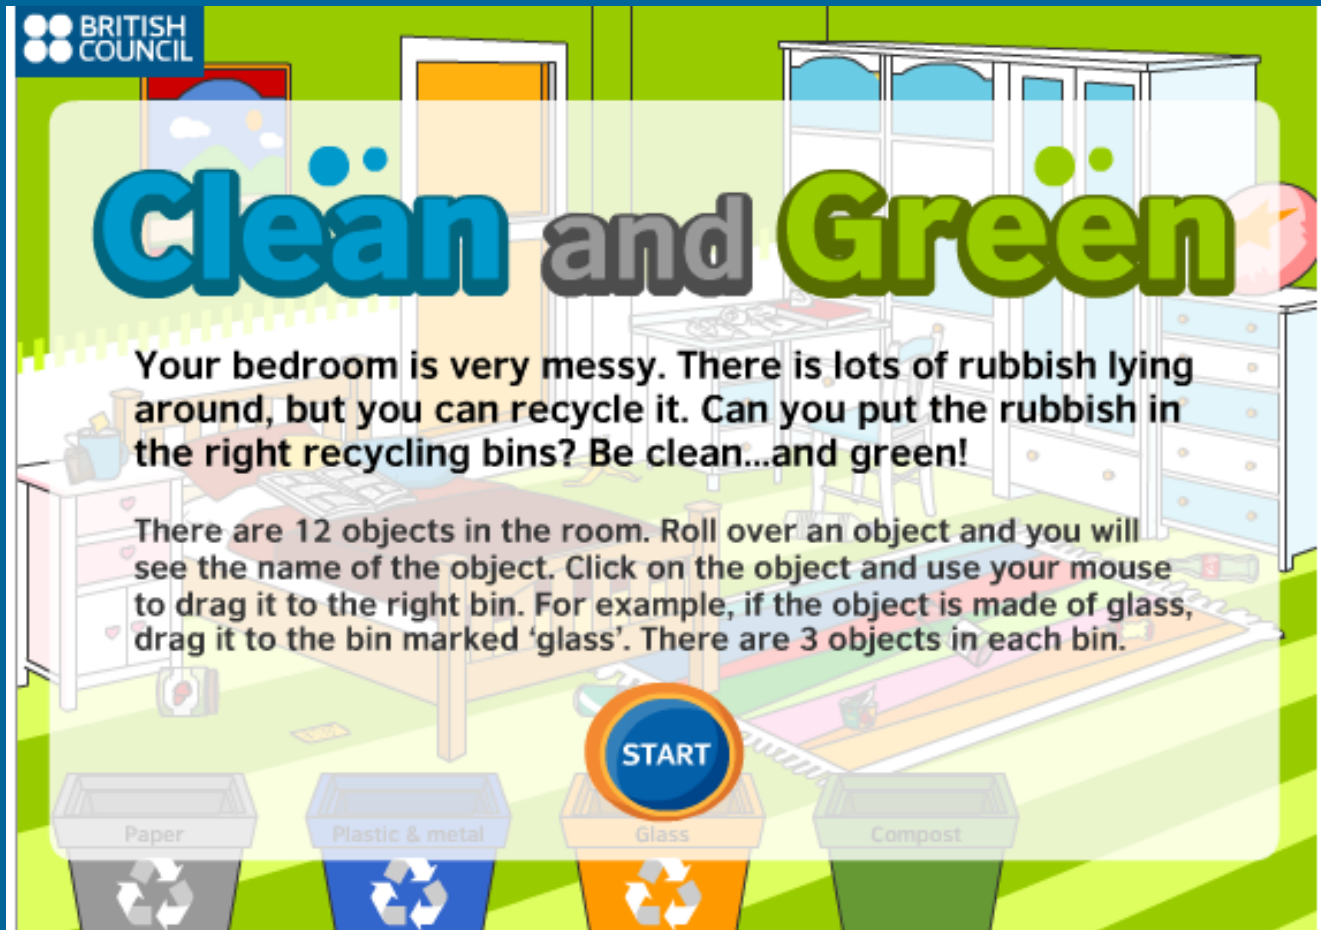 BRITISH
COUNCIL
Clean and Green
Your bedroom is very messy. There is lots of rubbish lying
around, but you can recycle it. Can you put the rubbish in
the right recycling bins? Be clean...and green!
There are 12 objects in the room. Roll over an object and you will
see the name of the object. Click on the object and use your mouse
to drag it to the right bin. For example, if the object is made of glass,
drag it to the bin marked ‘glass’. There are 3 objects in each bin.
START
Paper
Plastic & metal
Glass
Compost